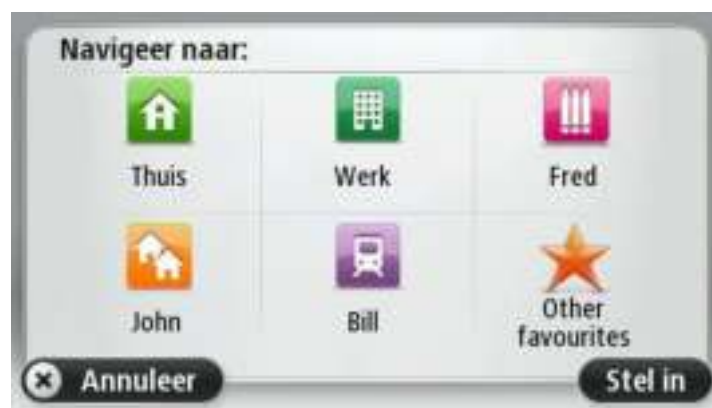 Navigeer naar:
Thuis
Werk
Fred
John
Bill
Other
favourites
Annuleer
Stel in